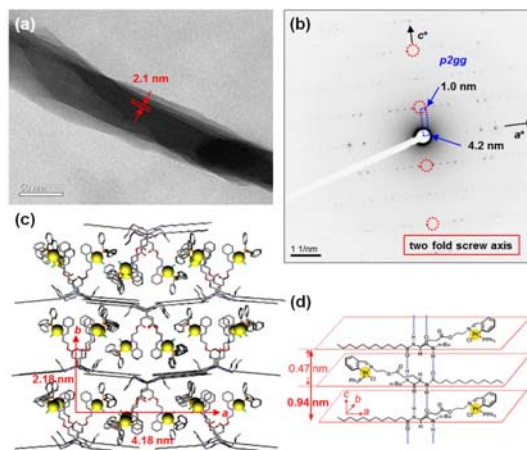 (a)
2.1 nm
50 nm
(b)
c*
p2gg
1.0 nm
a*
4.2 nm
1 1/nm
two fold screw axis
(c)
b
2.18 nm
a
4.18 nm
(d)
0.47 nm
0.94 nm
c
b
a